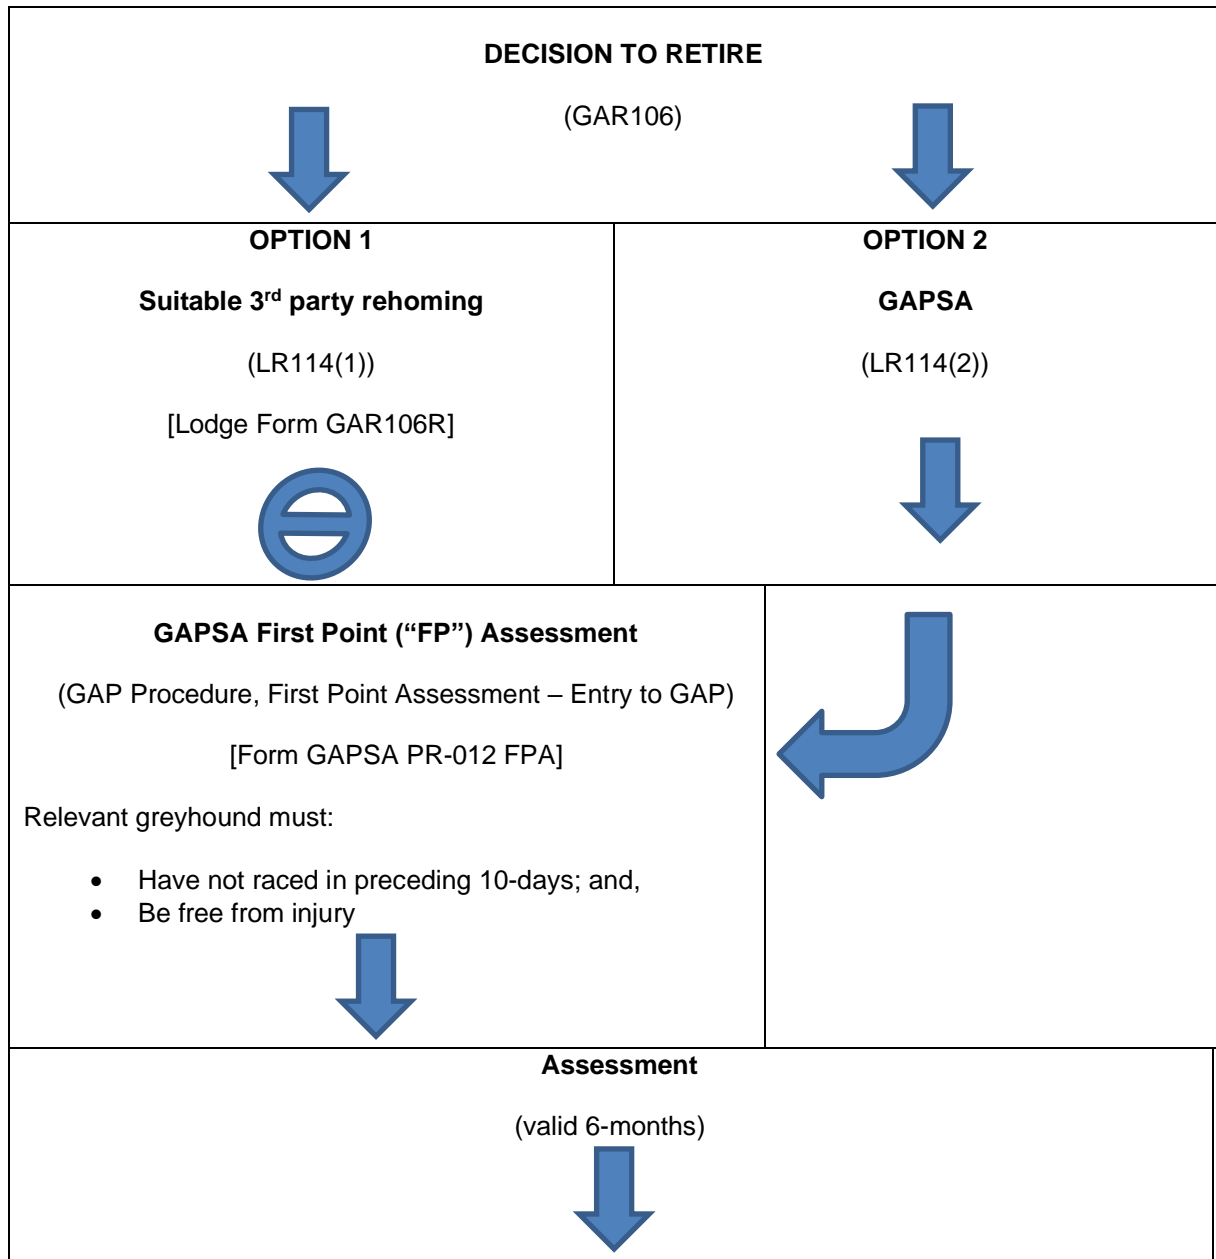 DECISION TO RETIRE
(GAR106)
OPTION 1
Suitable 3rd party rehoming
(LR114(1))
[Lodge Form GAR106R]
OPTION 2
GAPSA
(LR114(2))
GAPSA First Point (“FP”) Assessment
(GAP Procedure, First Point Assessment – Entry to GAP)
[Form GAPSA PR-012 FPA]
Relevant greyhound must:
• Have not raced in preceding 10-days; and,
• Be free from injury
Assessment
(valid 6-months)